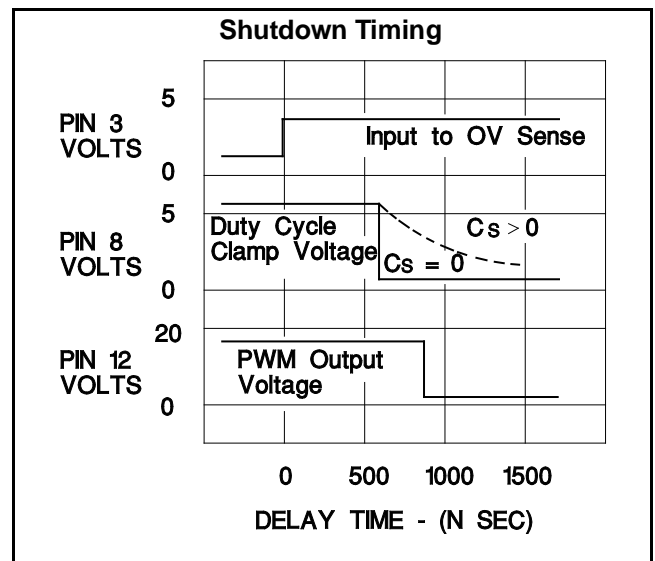 Shutdown Timing
5
PIN 3
VOLTS
Input to OV Sense
0
5
Duty Cycle
Clamp Voltage
Cs > 0
PIN 8
VOLTS
Cs = 0
0
20
PIN 12
VOLTS
PWM Output
Voltage
0
0 500 1000 1500
DELAY TIME - (N SEC)